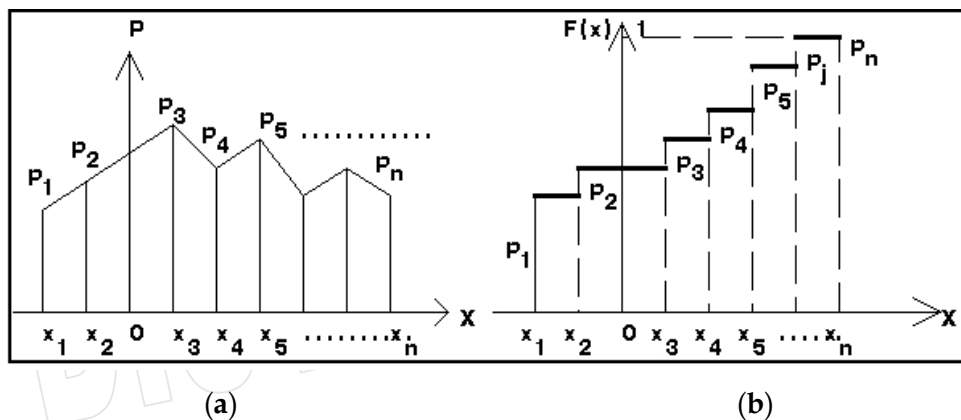 P
P₁
P₂
P₃
P₄
P₅
..............
Pₙ
x₁ x₂ 0 x₃ x₄ x₅ ........xₙ
X
F(x) 1
P₁
P₂
P₃
P₄
P₅
Pⱼ
Pₙ
x₁ x₂ 0 x₃ x₄ x₅ .....xₙ
X
(a)
(b)